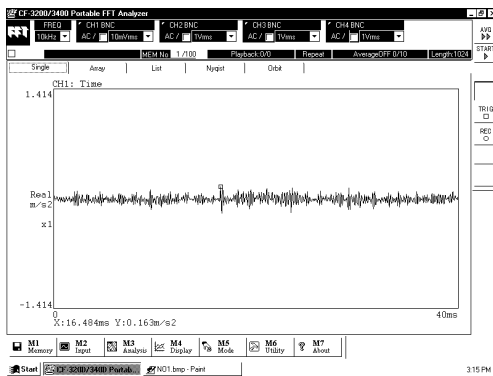 CF-3200/3400 Portable FFT Analyzer
FFT
FREQ
10kHz
CH1 BNC
AC / 10mVrms
CH2 BNC
AC / 1Vrms
CH3 BNC
AC / 1Vrms
CH4 BNC
AC / 1Vrms
AVG
START
MEM No 1 /100
Playback:0/0
Repeat
AverageOFF 0/10
Length:1024
Single
Array
List
Nyqist
Orbit
CH1: Time
1.414
Real
m/s2
x1
-1.414
0
40ms
X:16.484ms Y:0.163m/s2
TRIG
REC
M1 Memory
M2 Input
M3 Analysis
M4 Display
M5 Mode
M6 Utility
M7 About
Start
CF-3200/3400 Portab...
NO1.bmp - Paint
3:15 PM